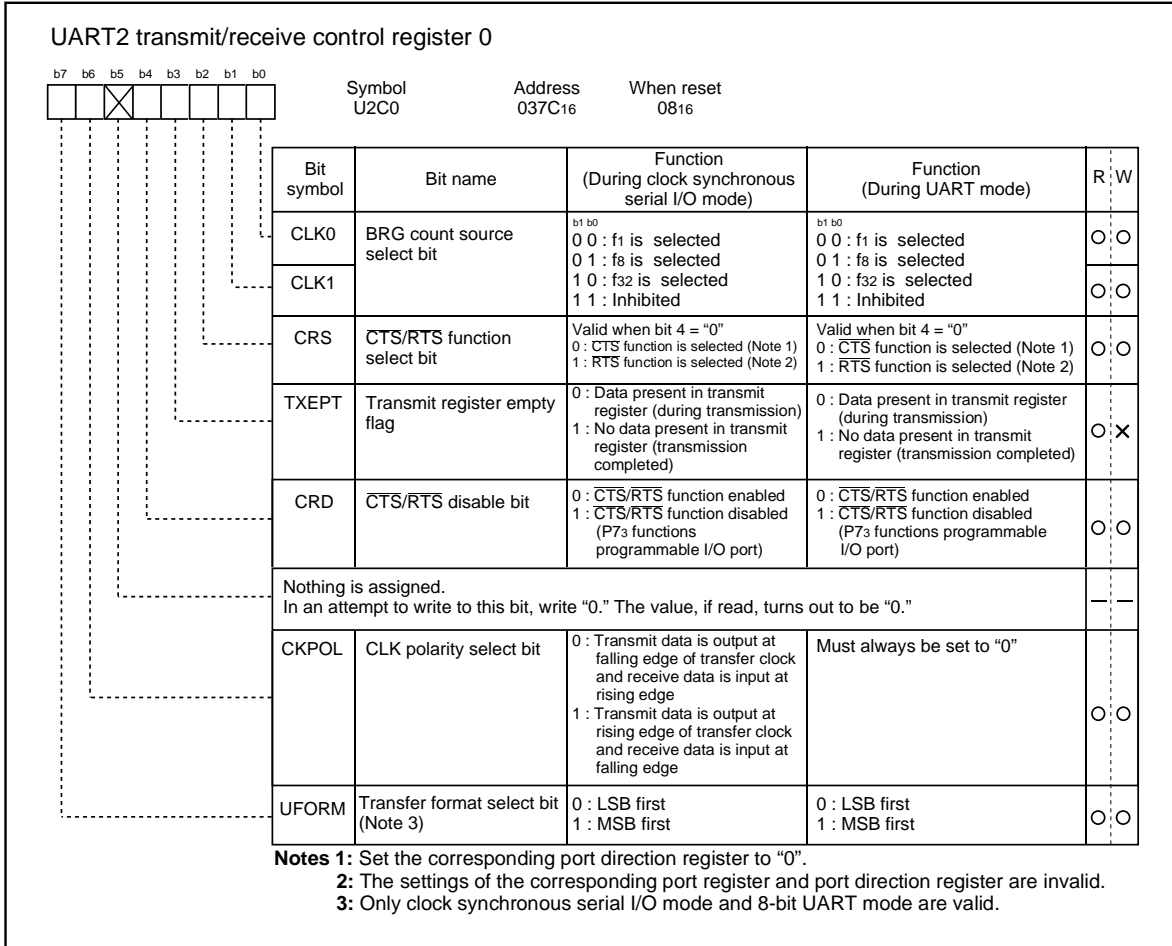 UART2 transmit/receive control register 0
b7 b6 b5 b4 b3 b2 b1 b0
Symbol Address When reset
U2C0 037C16 0816
Bit symbol
Bit name
Function
(During clock synchronous
serial I/O mode)
Function
(During UART mode)
R W
CLK0
CLK1
BRG count source
select bit
b1 b0
0 0 : f1 is selected
0 1 : f8 is selected
1 0 : f32 is selected
1 1 : Inhibited
b1 b0
0 0 : f1 is selected
0 1 : f8 is selected
1 0 : f32 is selected
1 1 : Inhibited
CRS
CTS/RTS function
select bit
Valid when bit 4 = “0”
0 : CTS function is selected (Note 1)
1 : RTS function is selected (Note 2)
Valid when bit 4 = “0”
0 : CTS function is selected (Note 1)
1 : RTS function is selected (Note 2)
TXEPT
Transmit register empty
flag
0 : Data present in transmit
register (during transmission)
1 : No data present in transmit
register (transmission
completed)
0 : Data present in transmit register
(during transmission)
1 : No data present in transmit
register (transmission completed)
CRD
CTS/RTS disable bit
0 : CTS/RTS function enabled
1 : CTS/RTS function disabled
(P73 functions
programmable I/O port)
0 : CTS/RTS function enabled
1 : CTS/RTS function disabled
(P73 functions programmable
I/O port)
Nothing is assigned.
In an attempt to write to this bit, write “0.” The value, if read, turns out to be “0.”
CKPOL
CLK polarity select bit
0 : Transmit data is output at
falling edge of transfer clock
and receive data is input at
rising edge
1 : Transmit data is output at
rising edge of transfer clock
and receive data is input at
falling edge
Must always be set to “0”
UFORM
Transfer format select bit
(Note 3)
0 : LSB first
1 : MSB first
0 : LSB first
1 : MSB first
Notes 1: Set the corresponding port direction register to “0”.
2: The settings of the corresponding port register and port direction register are invalid.
3: Only clock synchronous serial I/O mode and 8-bit UART mode are valid.